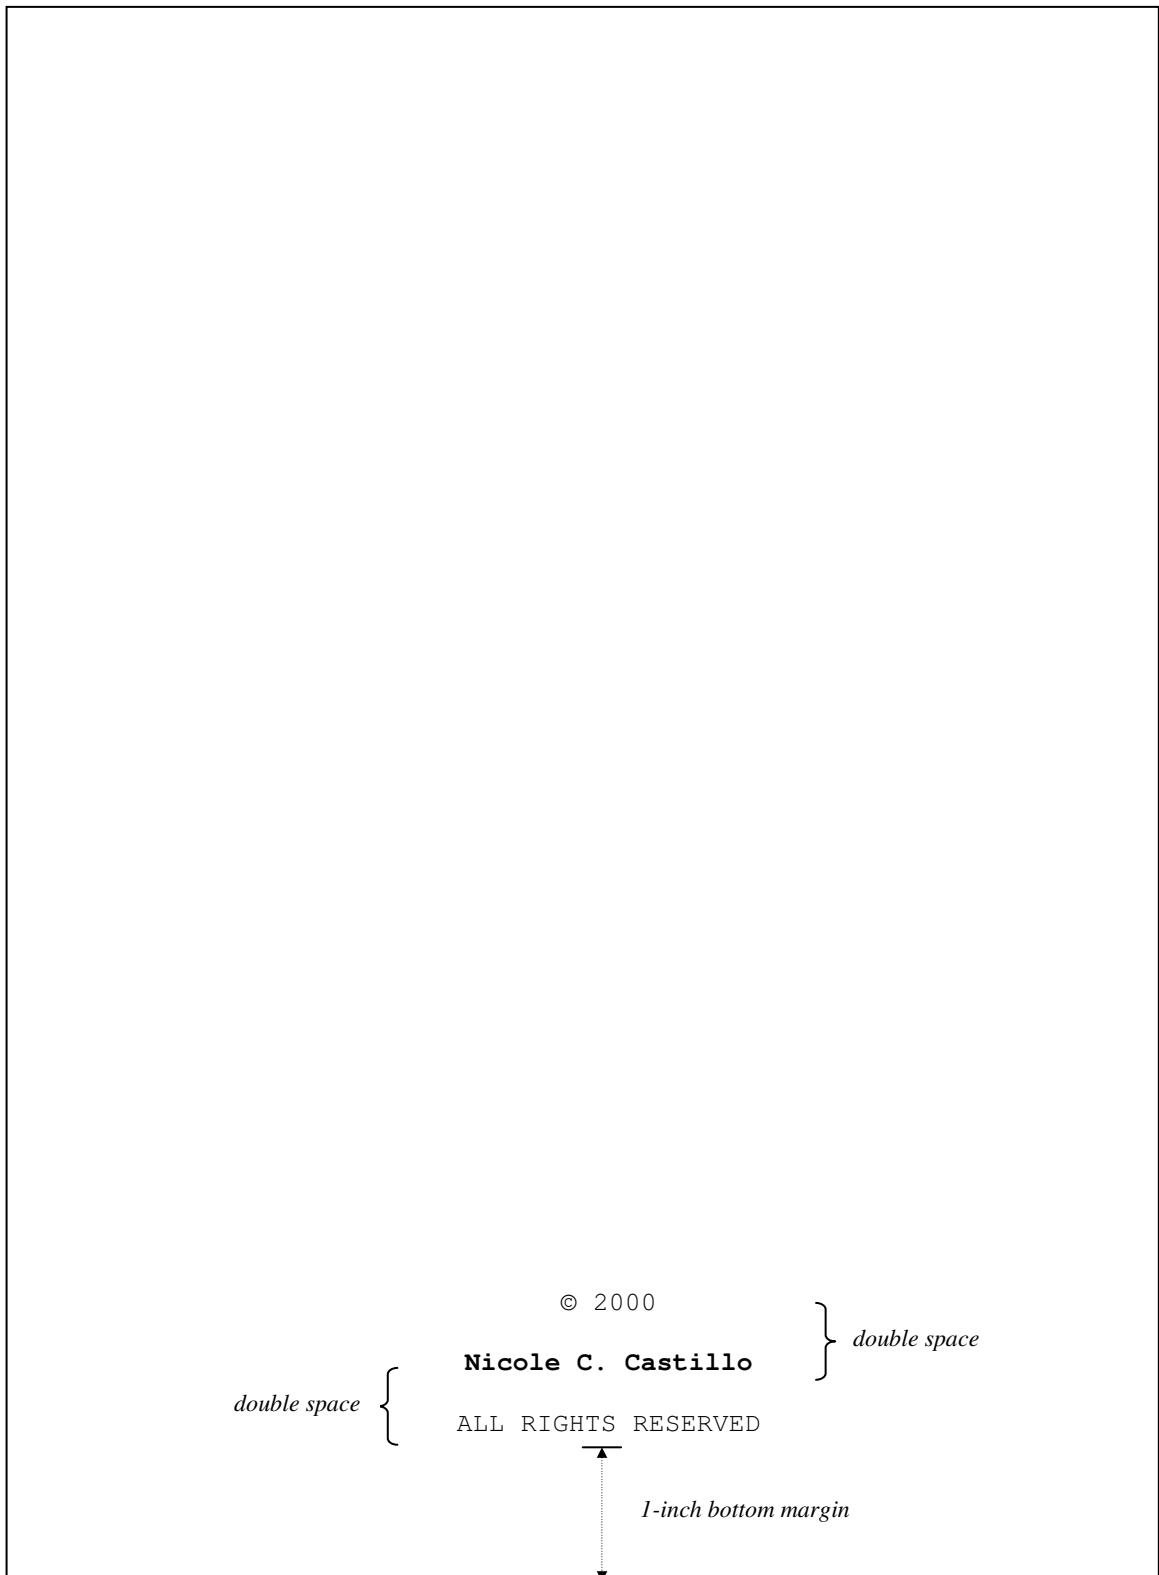 © 2000
double space
Nicole C. Castillo
double space
ALL RIGHTS RESERVED
1-inch bottom margin